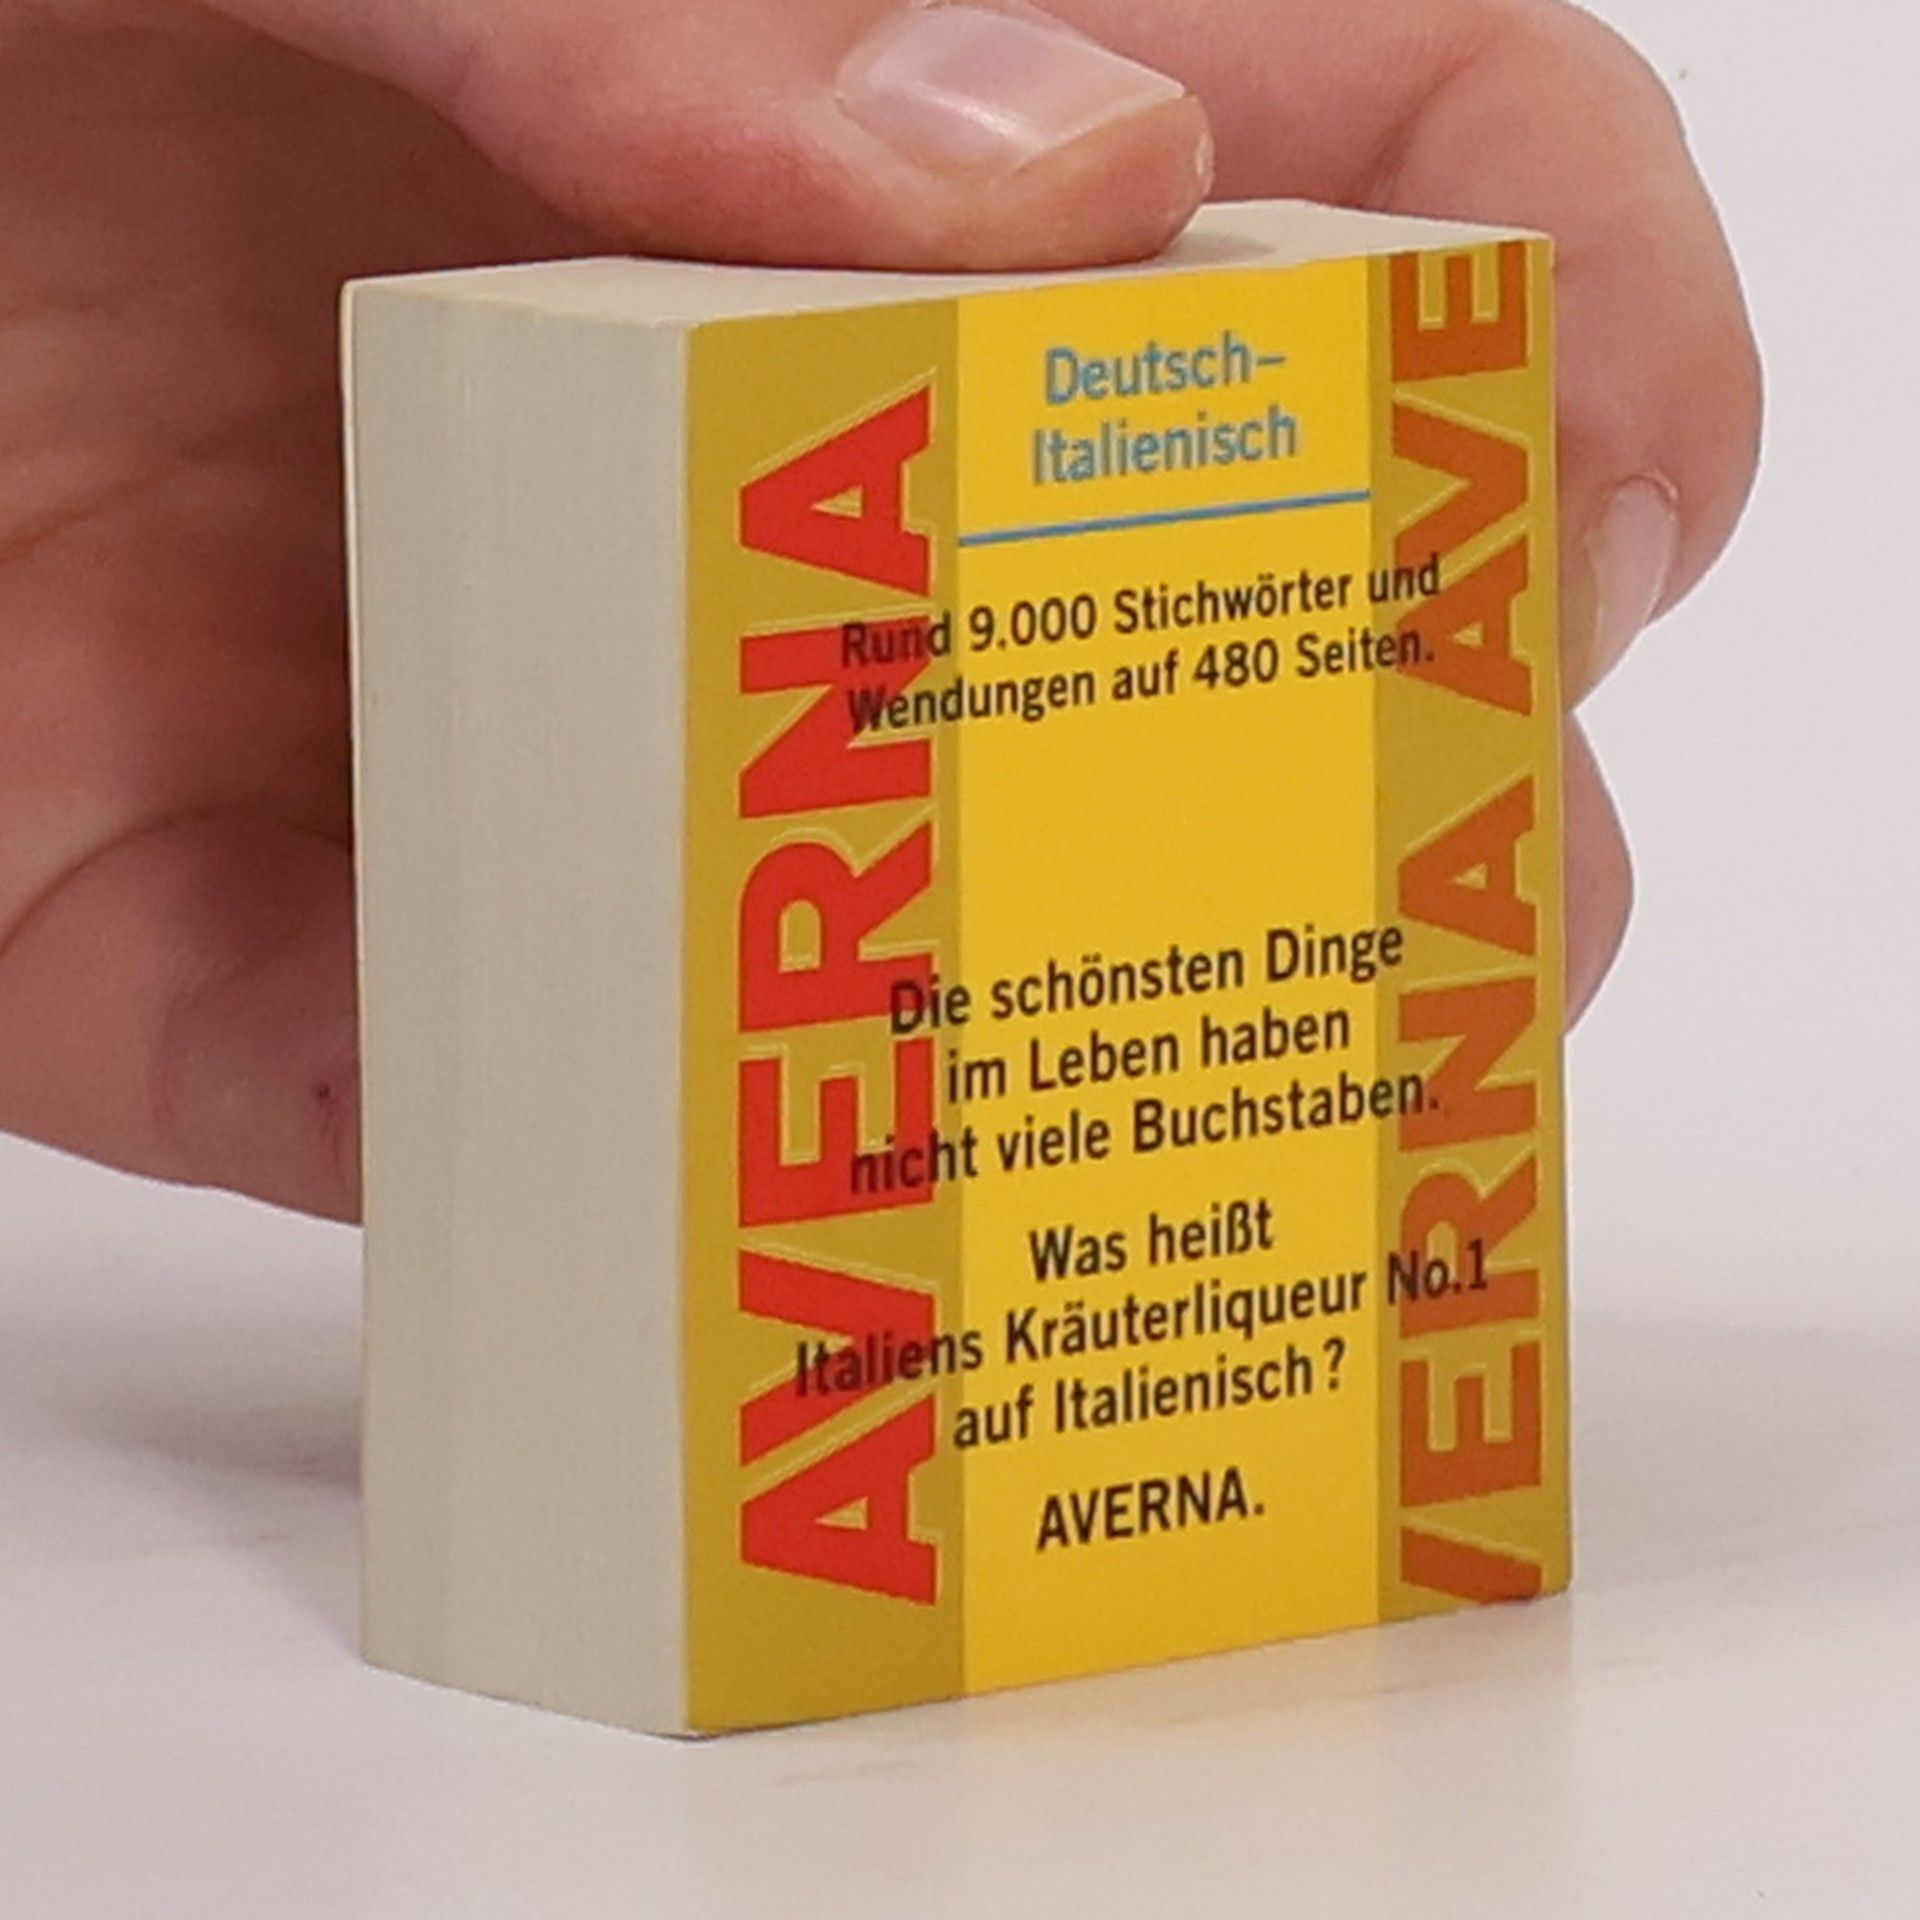 Deutsch-
Italienisch
Rund 9.000 Stichwörter und
Wendungen auf 480 Seiten.
Die schönsten Dinge
im Leben haben
nicht viele Buchstaben.
Was heißt
Italiens Kräuterliqueur No.1
auf Italienisch?
AVERNA.
AVERNA
VERNA AVE